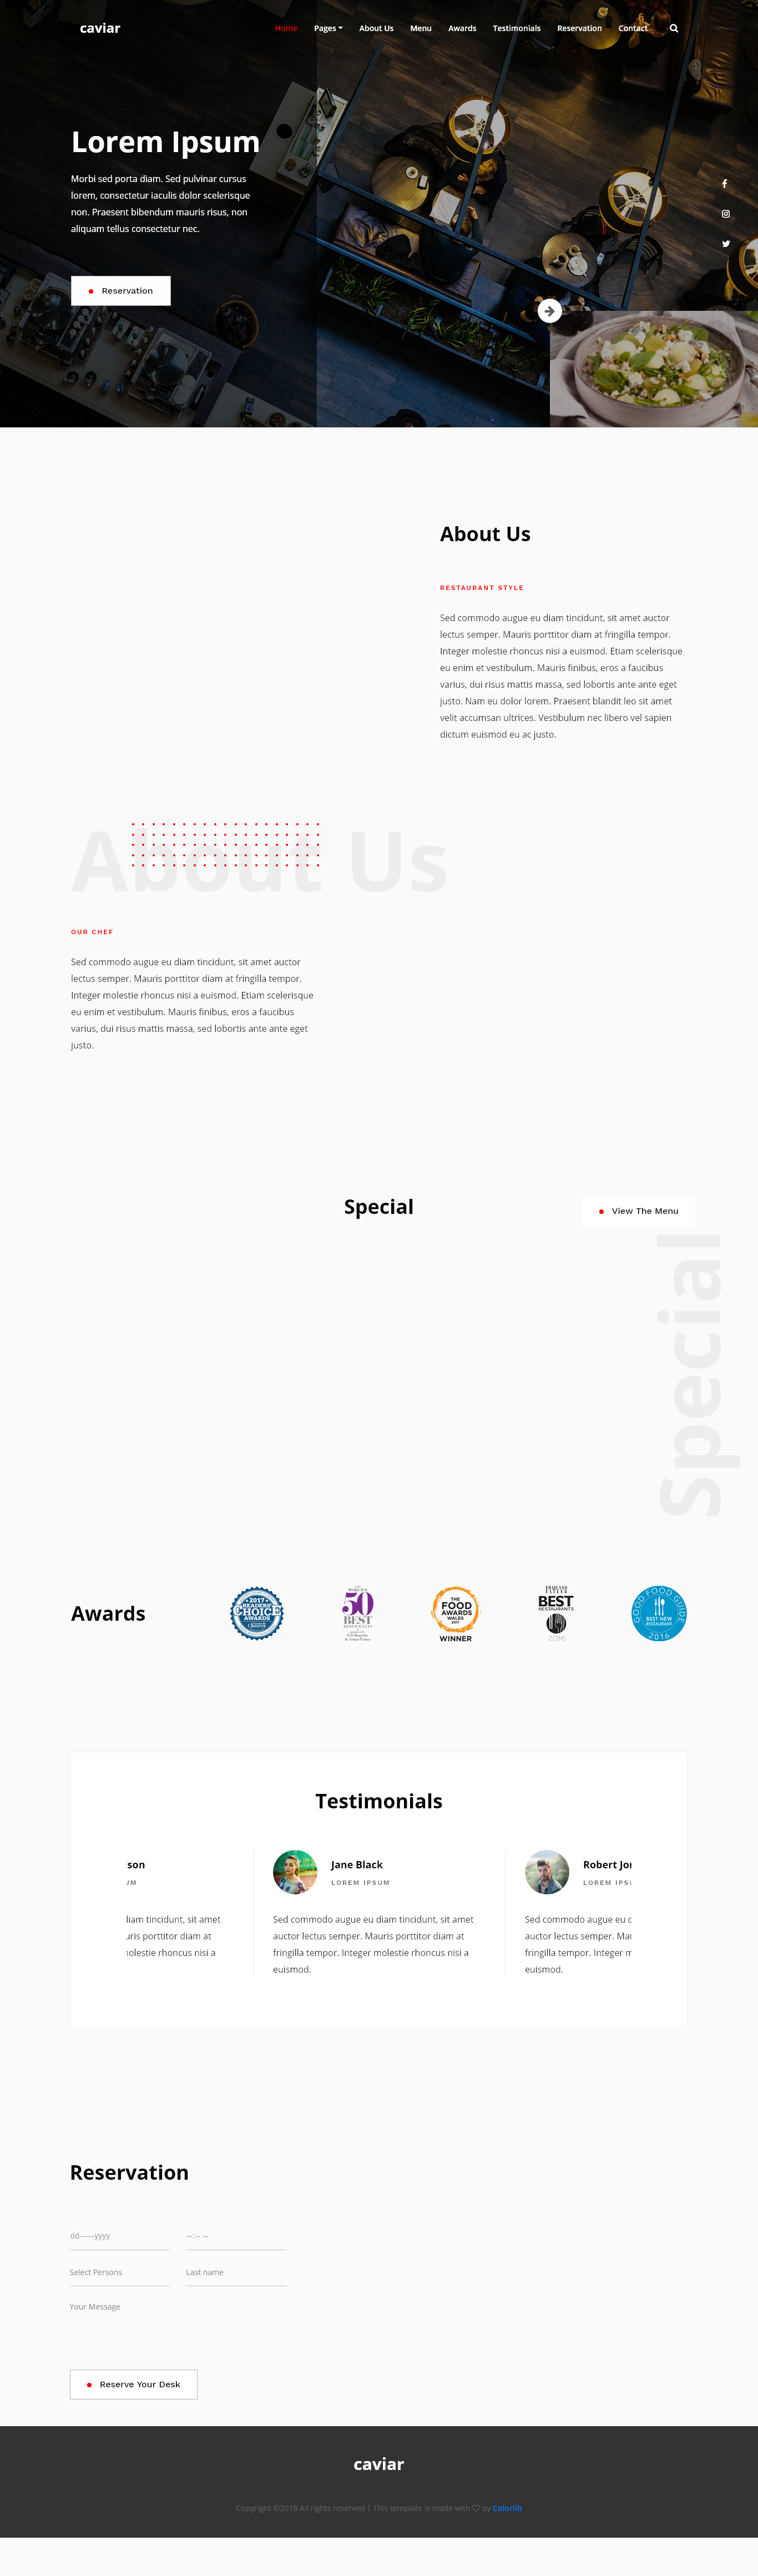 caviar
Home Pages About Us Menu Awards Testimonials Reservation Contact
Lorem Ipsum
Morbi sed porta diam. Sed pulvinar cursus
lorem, consectetur iaculis dolor scelerisque
non. Praesent bibendum mauris risus, non
aliquam tellus consectetur nec.
Reservation
About Us
RESTAURANT STYLE
Sed commodo augue eu diam tincidunt, sit amet auctor
lectus semper. Mauris porttitor diam at fringilla tempor.
Integer molestie rhoncus nisi a euismod. Etiam scelerisque
eu enim et vestibulum. Mauris finibus, eros a faucibus
varius, dui risus mattis massa, sed lobortis ante ante eget
justo. Nam eu dolor lorem. Praesent blandit leo sit amet
velit accumsan ultrices. Vestibulum nec libero vel sapien
dictum euismod eu ac justo.
About Us
OUR CHEF
Sed commodo augue eu diam tincidunt, sit amet auctor
lectus semper. Mauris porttitor diam at fringilla tempor.
Integer molestie rhoncus nisi a euismod. Etiam scelerisque
eu enim et vestibulum. Mauris finibus, eros a faucibus
varius, dui risus mattis massa, sed lobortis ante ante eget
justo.
Special
View The Menu
Special
Awards
2017
READERS'
CHOICE
AWARDS
50
BEST
RESTAURANTS
THE
FOOD
AWARDS
WALES
2017
WINNER
THAILAND
TATLER
BEST
RESTAURANTS
2016
GOOD FOOD GUIDE
BEST NEW
RESTAURANT
2016
Testimonials
son
UM
Jane Black
LOREM IPSUM
Sed commodo augue eu diam tincidunt, sit amet
auctor lectus semper. Mauris porttitor diam at
fringilla tempor. Integer molestie rhoncus nisi a
euismod.
Robert Jor
LOREM IPSU
diam tincidunt, sit amet
uris porttitor diam at
molestie rhoncus nisi a
Sed commodo augue eu d
auctor lectus semper. Mau
fringilla tempor. Integer m
euismod.
Reservation
dd-----yyyy --:-- --
Select Persons Last name
Your Message
Reserve Your Desk
caviar
Copyright ©2018 All rights reserved | This template is made with ♡ by Colorlib